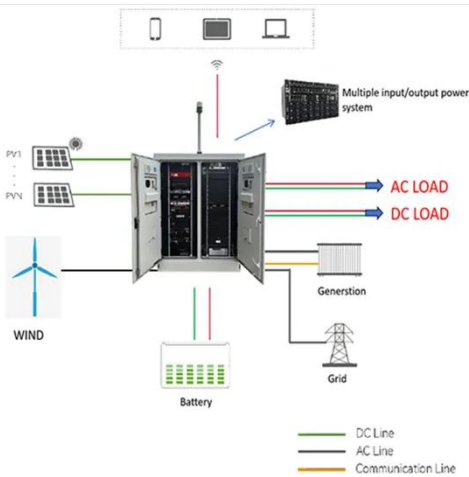 Multiple input/output power
system
PV1
PVN
AC LOAD
DC LOAD
WIND
Generstion
Grid
Battery
DC Line
AC Line
Communication Line